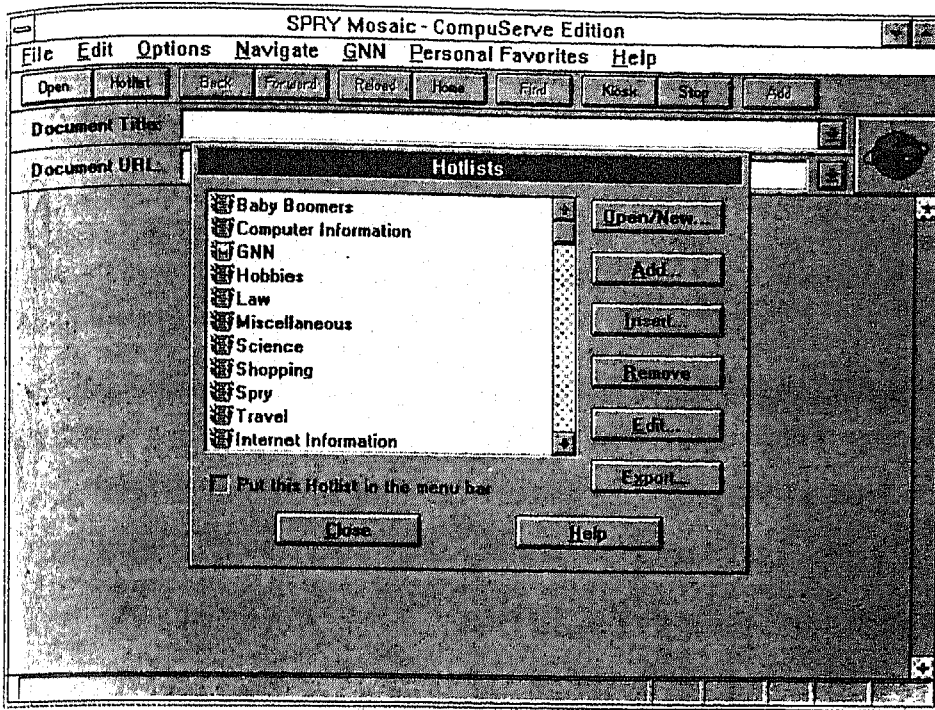 SPRY Mosaic - CompuServe Edition
File Edit Options Navigate GNN Personal Favorites Help
Open Hotlist Back Forward Reload Home Find Kiosk Stop Add
Document Title:
Document URL:
Hotlists
Baby Boomers
Computer Information
GNN
Hobbies
Law
Miscellaneous
Science
Shopping
Spry
Travel
Internet Information
Open/New...
Add...
Insert...
Remove
Edit...
Export...
Put this Hotlist in the menu bar
Close Help